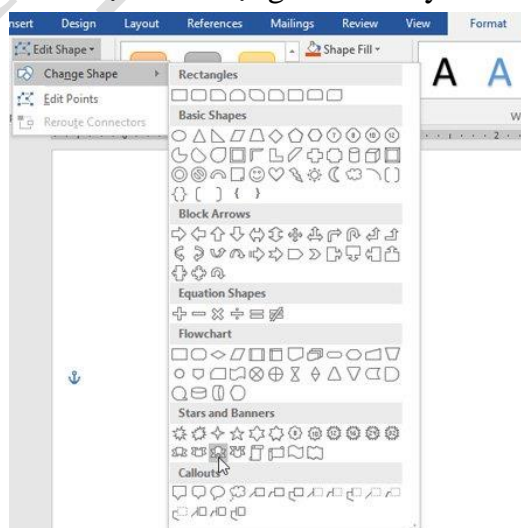 nsert Design Layout References Mailings Review View Format
Edit Shape Shape Fill
Change Shape
Edit Points
Reroute Connectors
A A
W
Rectangles
Basic Shapes
Block Arrows
Equation Shapes
Flowchart
Stars and Banners
Callouts
2